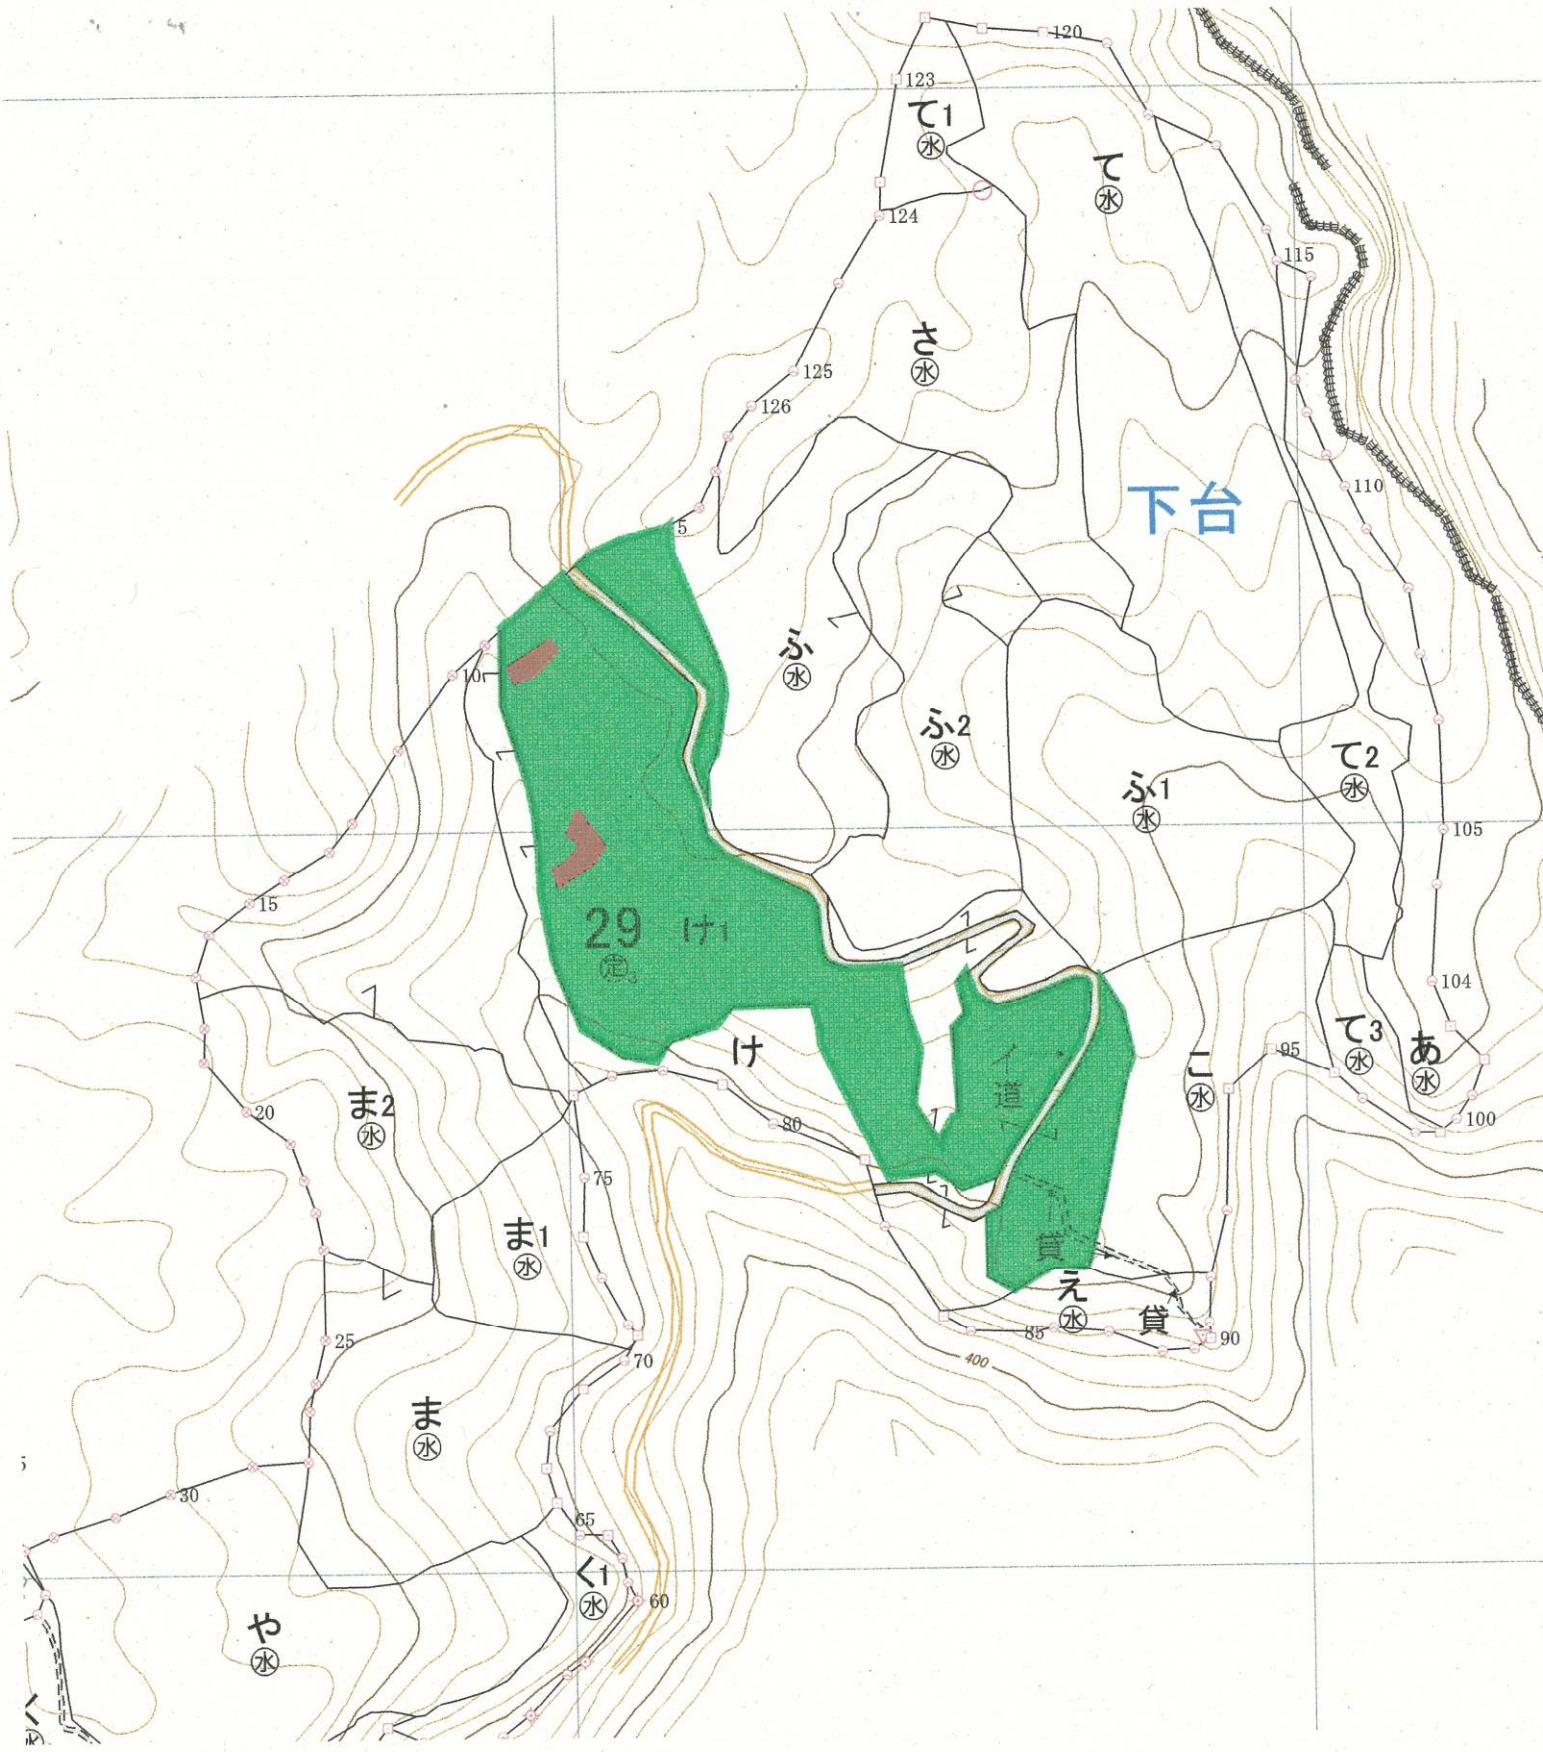 120
123
て1
水
て
水
124
115
さ
水
125
126
110
下台
5
ふ
水
10
ふ2
水
て2
水
ふ1
水
105
15
29 け1
定3
104
て3
水
あ
水
け
イ
道
こ
水
95
ま2
水
20
80
100
75
ま1
水
貸
え
水
貸
85
90
25
70
400
ま
水
30
65
く1
水
60
や
水
く
水